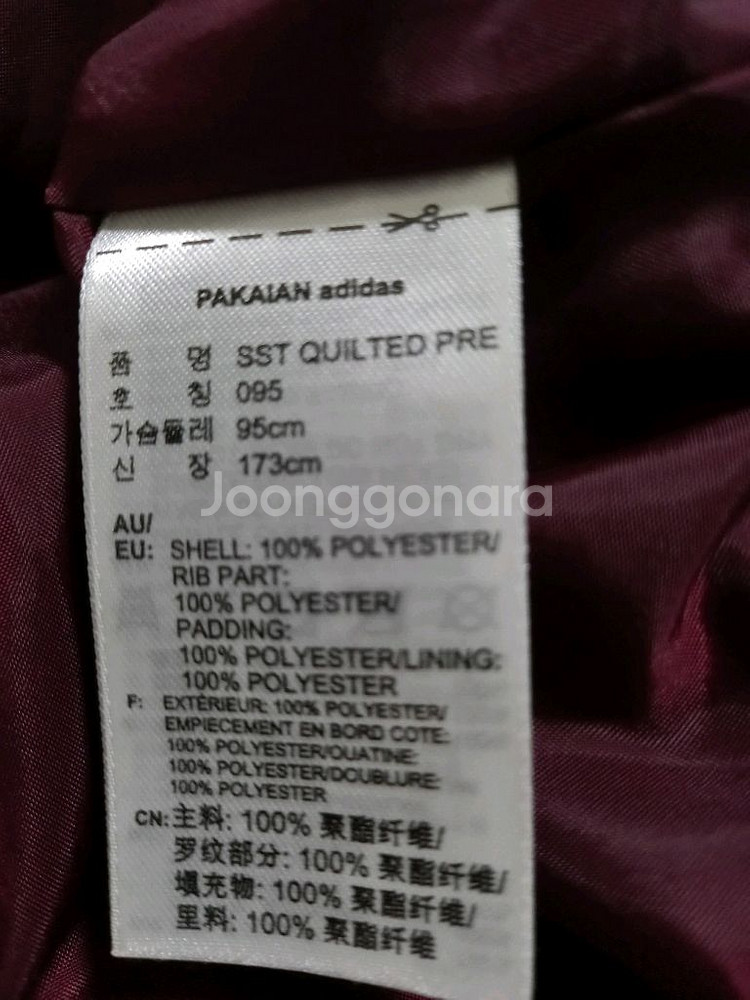 PAKAIAN adidas
품 명 SST QUILTED PRE
호 칭 095
가슴둘레 95cm
신 장 173cm
Joonggonara
AU/
EU: SHELL: 100% POLYESTER/
RIB PART:
100% POLYESTER/
PADDING:
100% POLYESTER/LINING:
100% POLYESTER
F: EXTÉRIEUR: 100% POLYESTER/
EMPIECEMENT EN BORD COTE:
100% POLYESTER/OUATINE:
100% POLYESTER/DOUBLURE:
100% POLYESTER
CN: 主料: 100% 聚酯纤维/
罗纹部分: 100% 聚酯纤维/
填充物: 100% 聚酯纤维/
里料: 100% 聚酯纤维